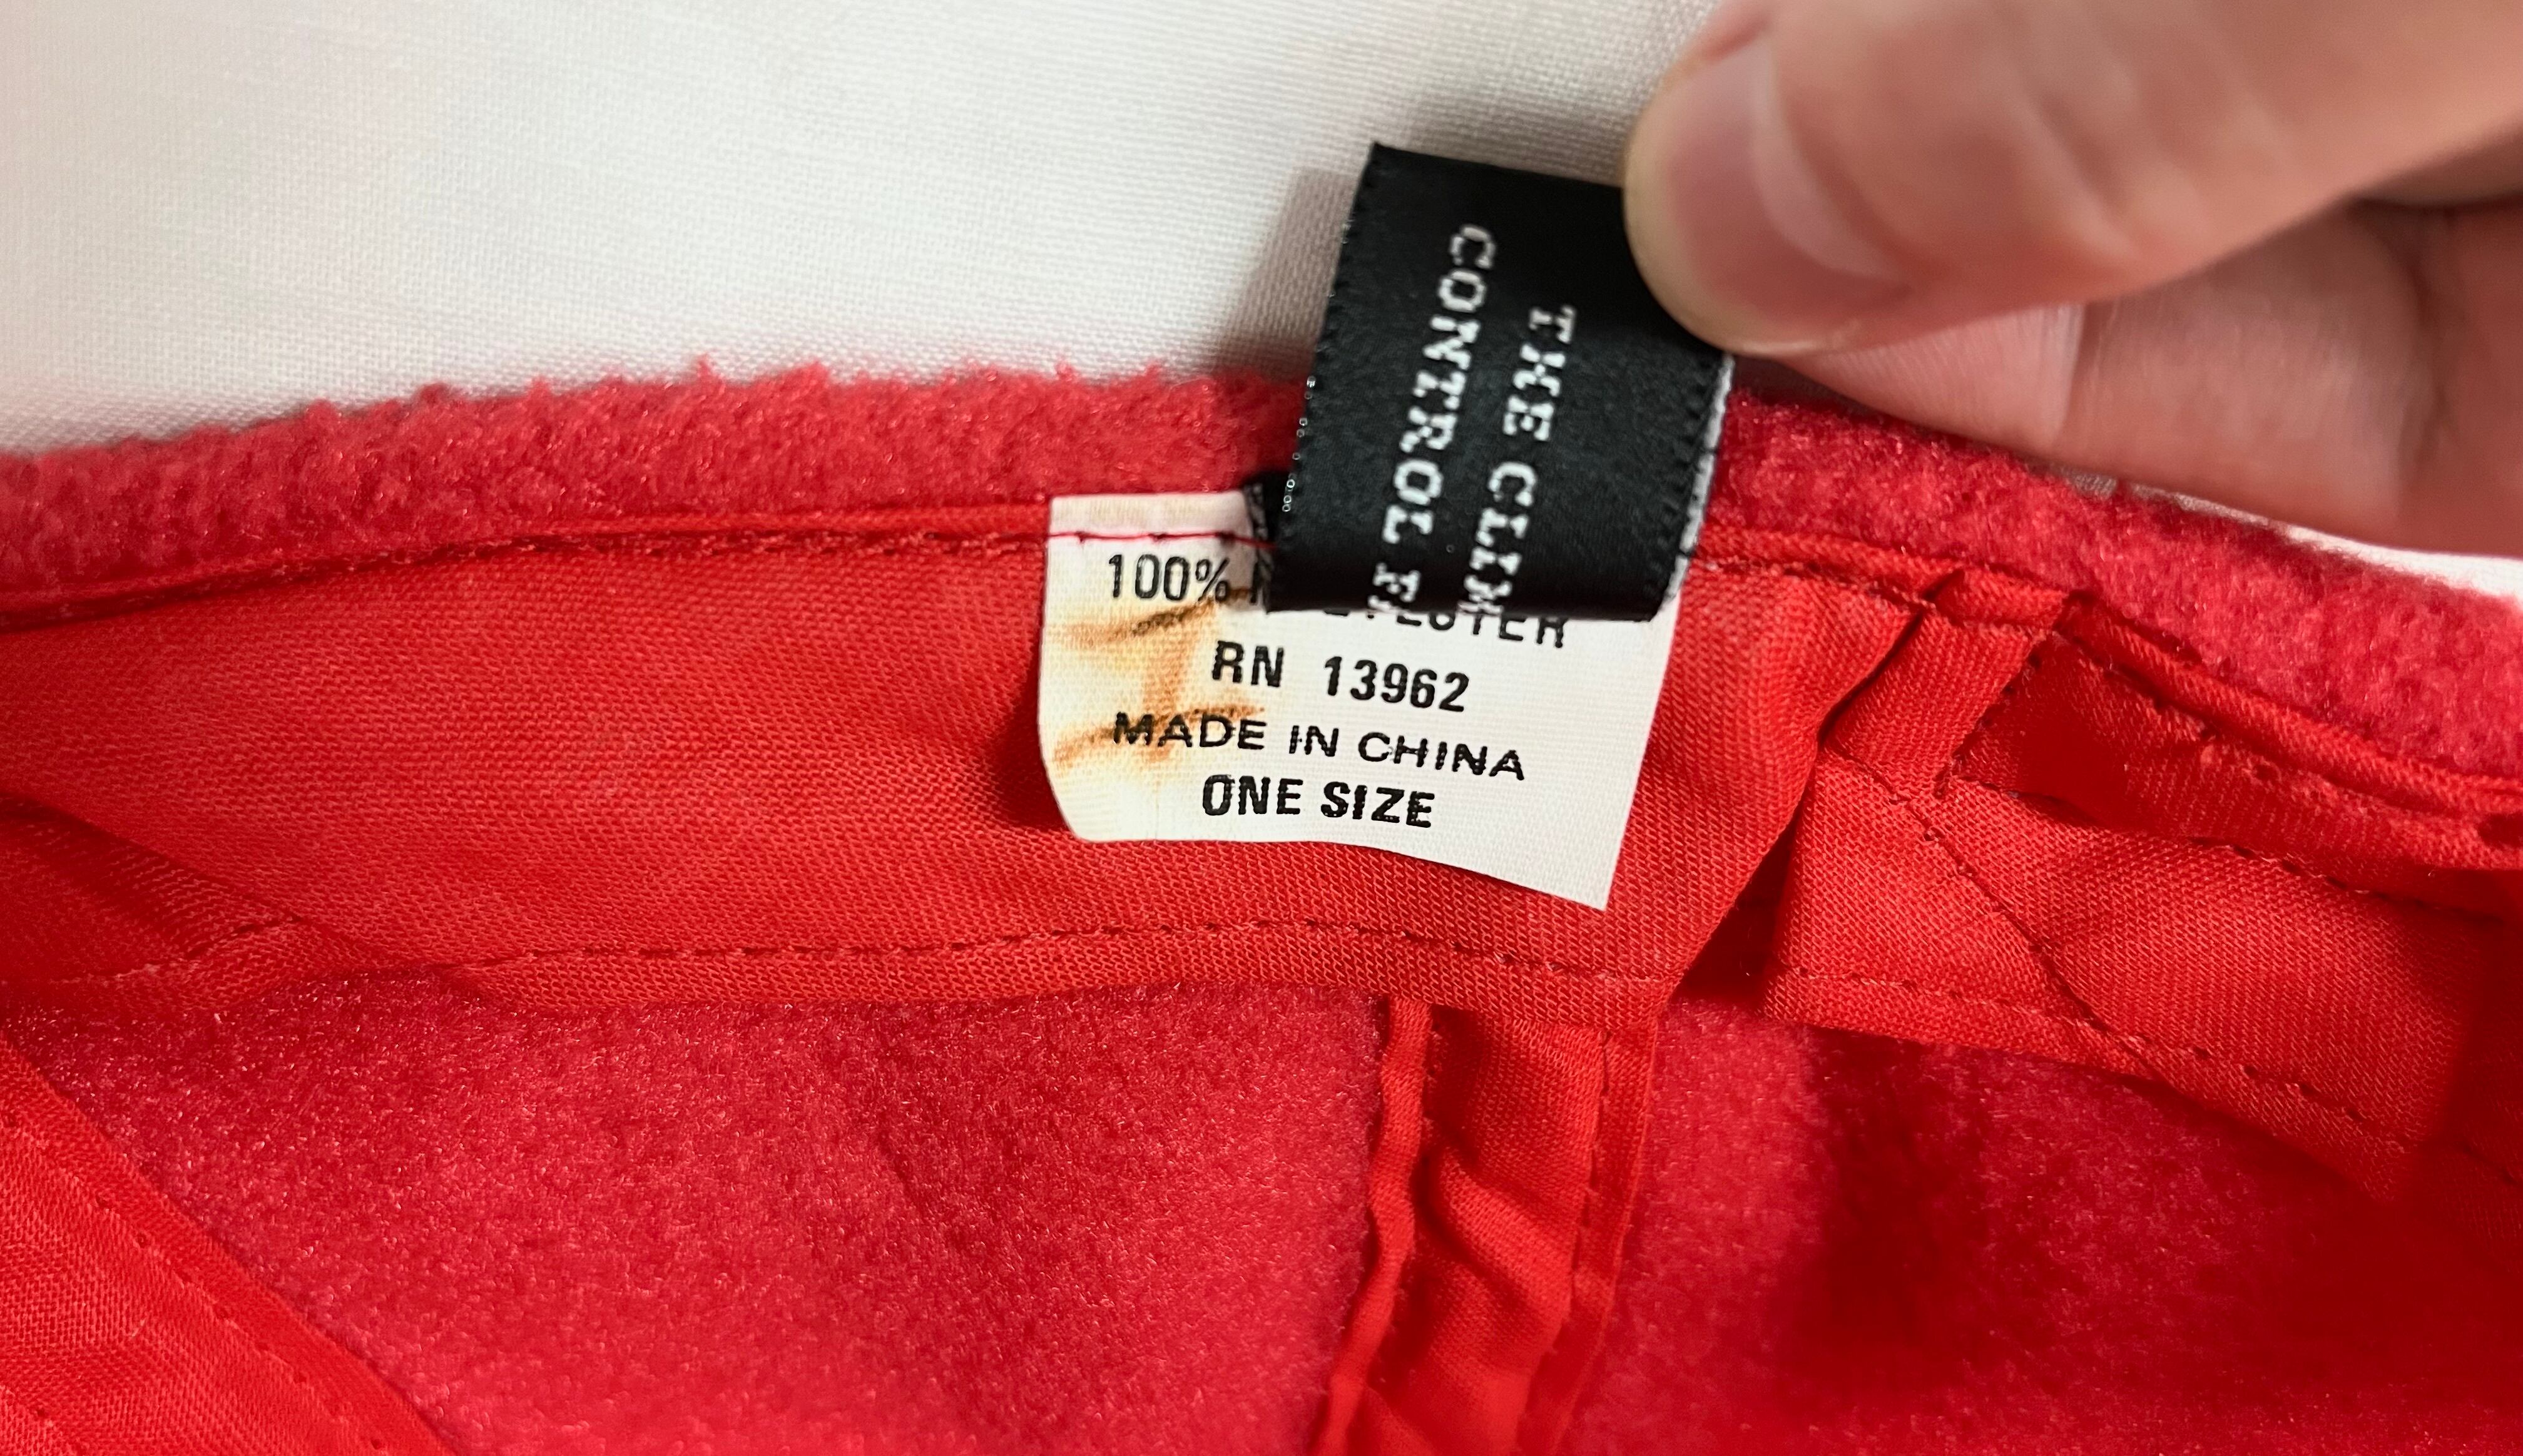 THE CLIM
CONTROL F
100%
RN 13962
MADE IN CHINA
ONE SIZE